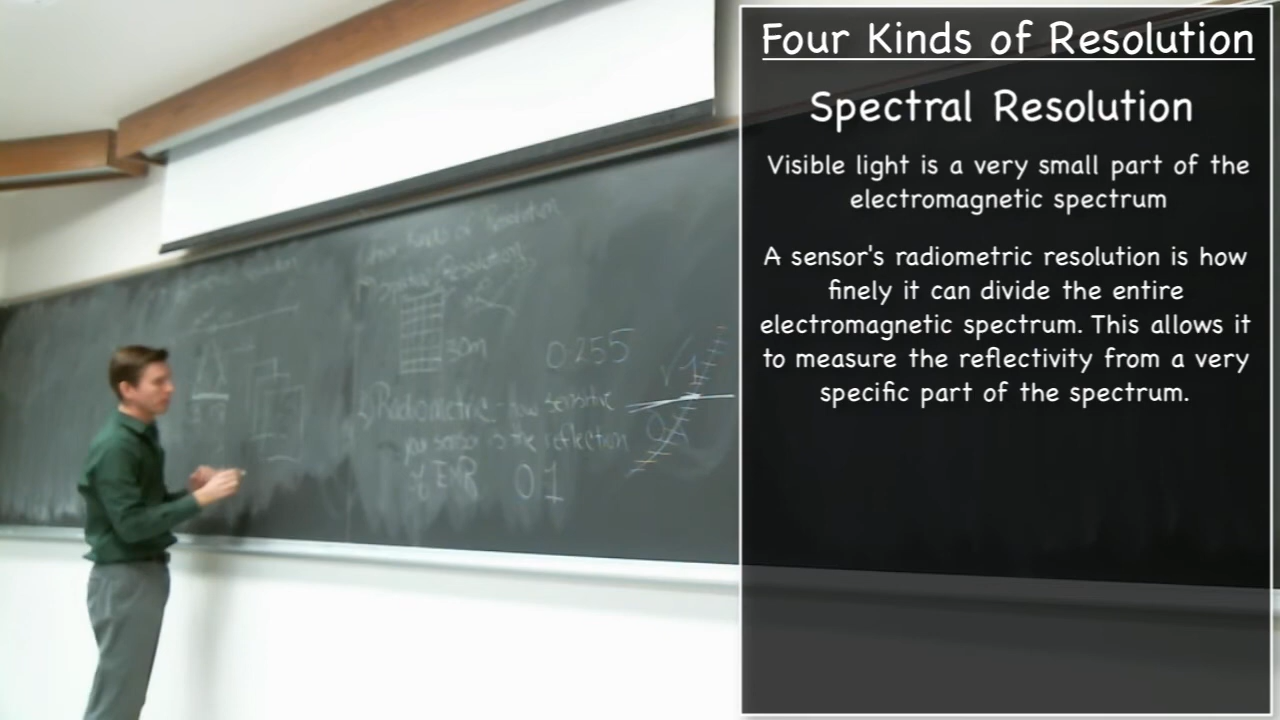 Four Kinds of Resolution
Spectral Resolution
Visible light is a very small part of the
electromagnetic spectrum
A sensor's radiometric resolution is how
finely it can divide the entire
electromagnetic spectrum. This allows it
to measure the reflectivity from a very
specific part of the spectrum.
Four Kinds of Resolution
Spatial Resolution
30m
0-255
Radiometric - how sensitive
your sensor is the reflection
of EMR 0-1